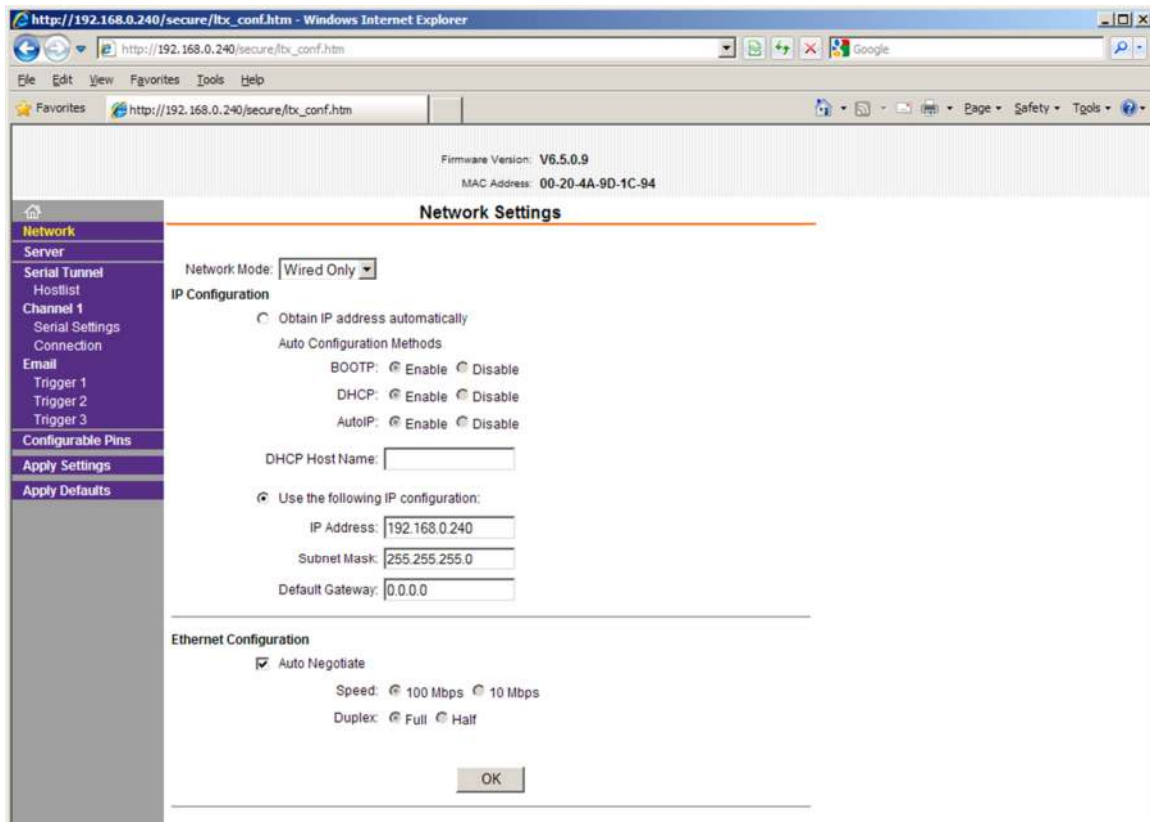 http://192.168.0.240/secure/ltx_conf.htm - Windows Internet Explorer
http://192.168.0.240/secure/ltx_conf.htm
Google
File Edit View Favorites Tools Help
Favorites
http://192.168.0.240/secure/ltx_conf.htm
Page Safety Tools
Firmware Version: V6.5.0.9
MAC Address: 00-20-4A-9D-1C-94
Network
Server
Serial Tunnel
Hostlist
Channel 1
Serial Settings
Connection
Email
Trigger 1
Trigger 2
Trigger 3
Configurable Pins
Apply Settings
Apply Defaults
Network Settings
Network Mode: Wired Only
IP Configuration
Obtain IP address automatically
Auto Configuration Methods
BOOTP: Enable Disable
DHCP: Enable Disable
AutoIP: Enable Disable
DHCP Host Name:
Use the following IP configuration:
IP Address: 192.168.0.240
Subnet Mask: 255.255.255.0
Default Gateway: 0.0.0.0
Ethernet Configuration
Auto Negotiate
Speed: 100 Mbps 10 Mbps
Duplex: Full Half
OK